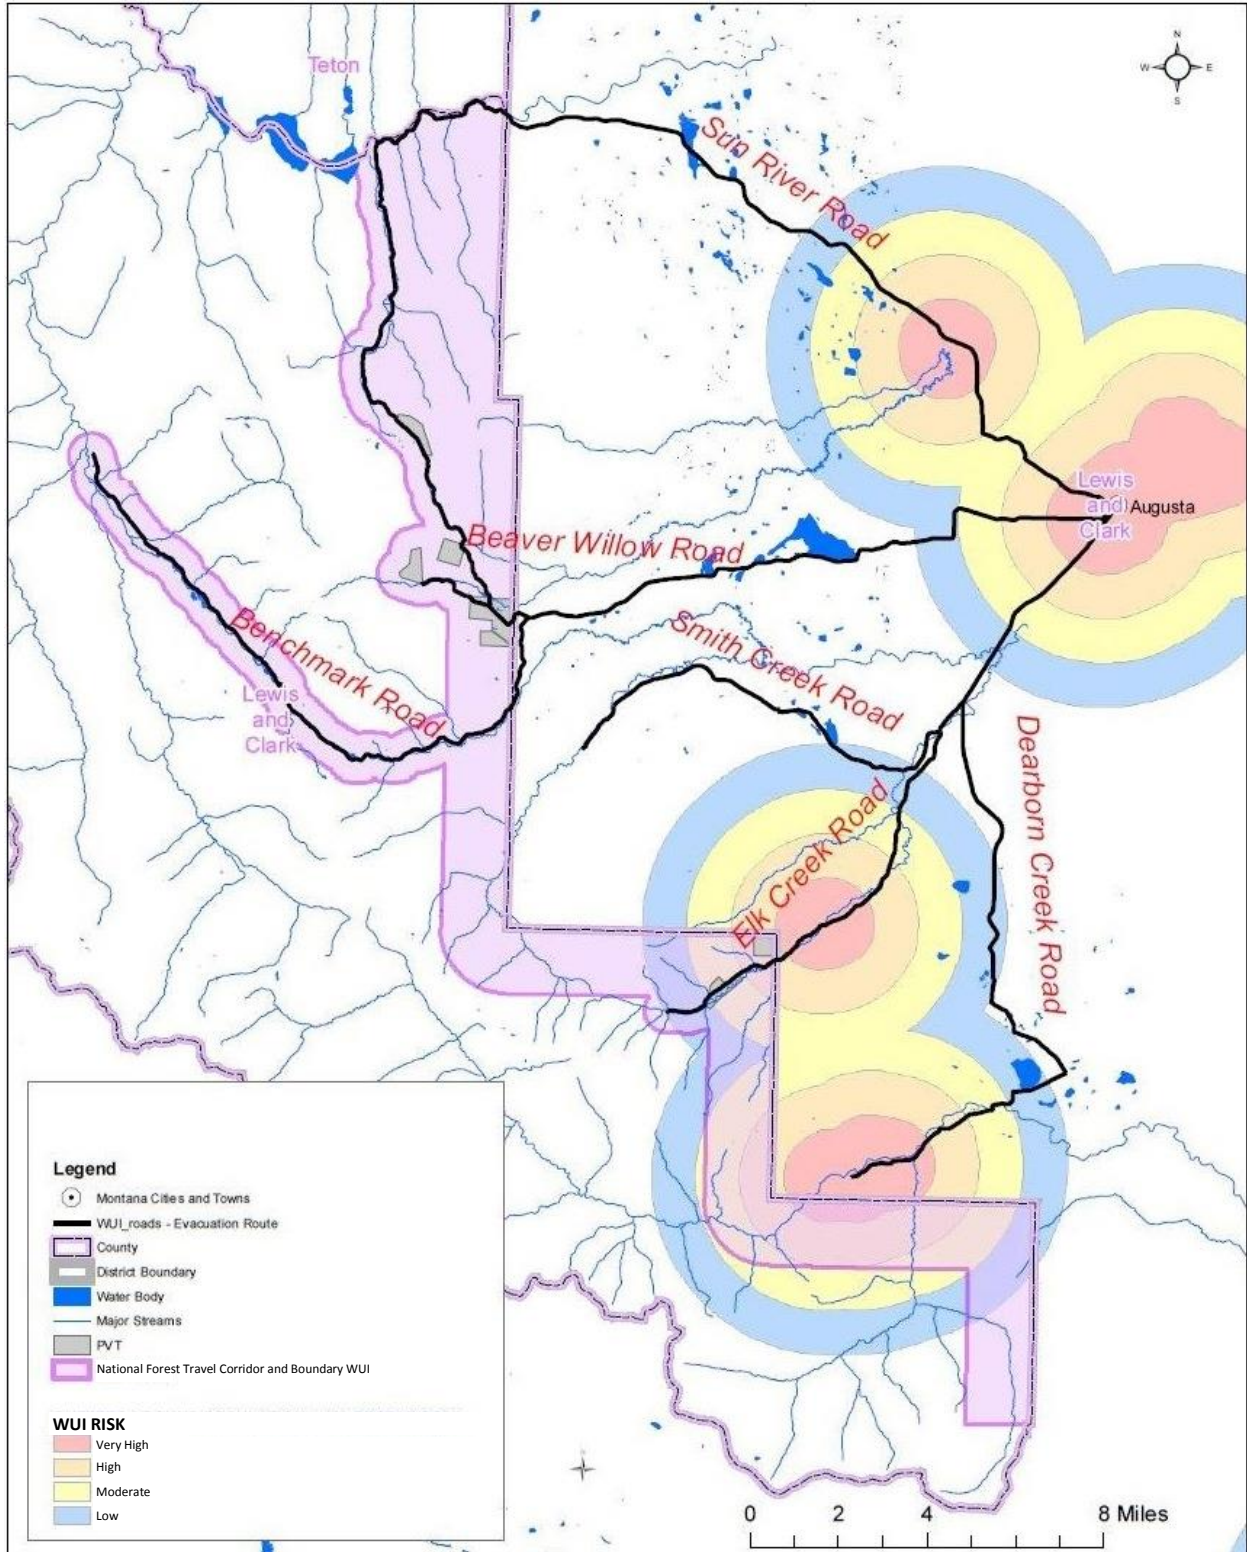 N
W E
S
Teton
Sun River Road
Lewis
and
Clark
Augusta
Beaver Willow Road
Smith Creek Road
Benchmark Road
Lewis
and
Clark
Dearborn Creek Road
Elk Creek Road
Legend
Montana Cities and Towns
WUI_roads - Evacuation Route
County
District Boundary
Water Body
Major Streams
PVT
National Forest Travel Corridor and Boundary WUI
WUI RISK
Very High
High
Moderate
Low
0 2 4 8 Miles